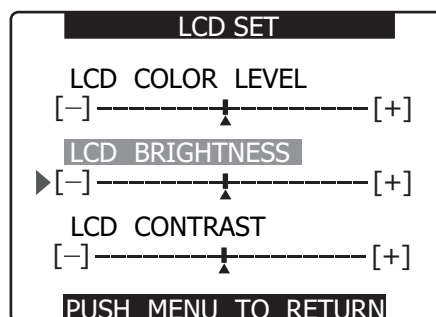 LCD SET
LCD COLOR LEVEL
[−] [+]
LCD BRIGHTNESS
[−] [+]
LCD CONTRAST
[−] [+]
PUSH MENU TO RETURN